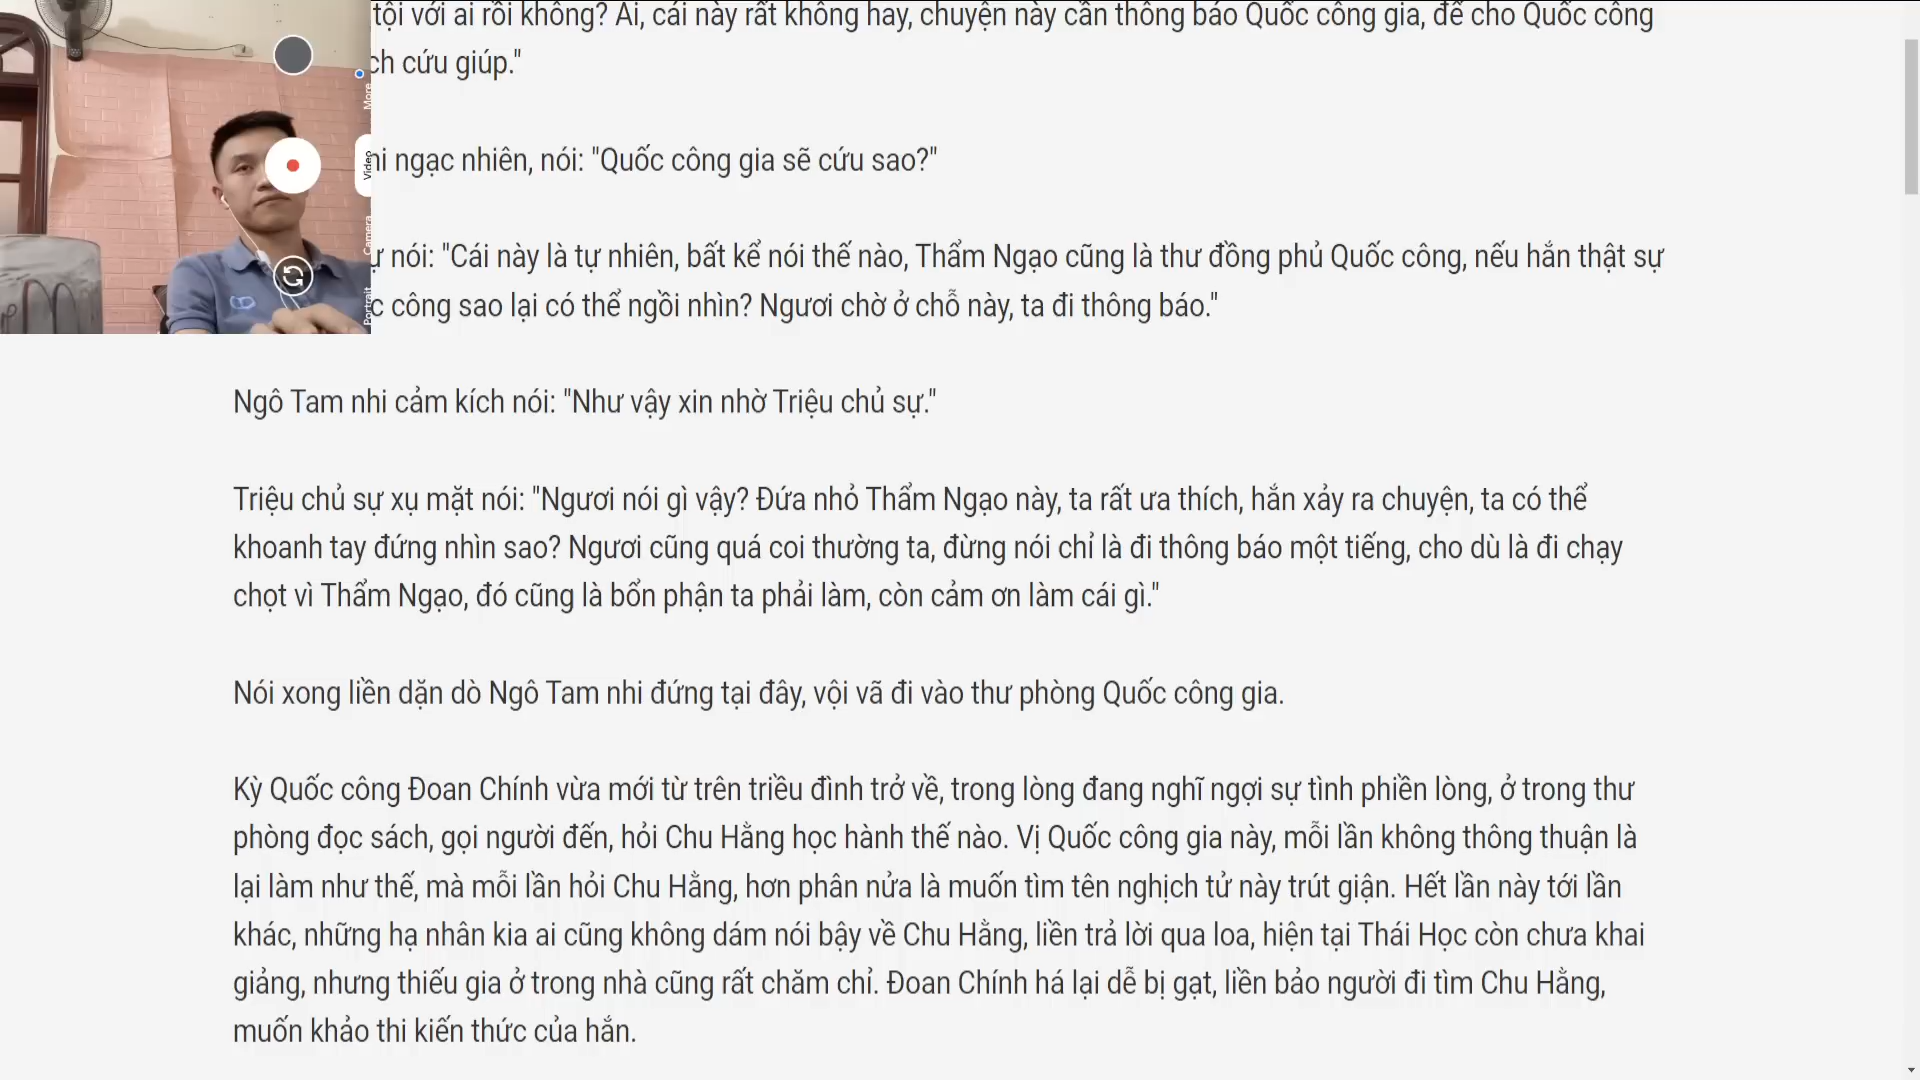 tội với ai rồi không? Ai, cái này rất không hay, chuyện này cần thông báo Quốc công gia, để cho Quốc công
ch cứu giúp."
More
Video
Camera
Portrait
hi ngạc nhiên, nói: "Quốc công gia sẽ cứu sao?"
ự nói: "Cái này là tự nhiên, bất kể nói thế nào, Thẩm Ngạo cũng là thư đồng phủ Quốc công, nếu hắn thật sự
c công sao lại có thể ngồi nhìn? Ngươi chờ ở chỗ này, ta đi thông báo."
Ngô Tam nhi cảm kích nói: "Như vậy xin nhờ Triệu chủ sự."
Triệu chủ sự xụ mặt nói: "Ngươi nói gì vậy? Đứa nhỏ Thẩm Ngạo này, ta rất ưa thích, hắn xảy ra chuyện, ta có thể
khoanh tay đứng nhìn sao? Ngươi cũng quá coi thường ta, đừng nói chỉ là đi thông báo một tiếng, cho dù là đi chạy
chọt vì Thẩm Ngạo, đó cũng là bổn phận ta phải làm, còn cảm ơn làm cái gì."
Nói xong liền dặn dò Ngô Tam nhi đứng tại đây, vội vã đi vào thư phòng Quốc công gia.
Kỳ Quốc công Đoan Chính vừa mới từ trên triều đình trở về, trong lòng đang nghĩ ngợi sự tình phiền lòng, ở trong thư
phòng đọc sách, gọi người đến, hỏi Chu Hằng học hành thế nào. Vị Quốc công gia này, mỗi lần không thông thuận là
lại làm như thế, mà mỗi lần hỏi Chu Hằng, hơn phân nửa là muốn tìm tên nghịch tử này trút giận. Hết lần này tới lần
khác, những hạ nhân kia ai cũng không dám nói bậy về Chu Hằng, liền trả lời qua loa, hiện tại Thái Học còn chưa khai
giảng, nhưng thiếu gia ở trong nhà cũng rất chăm chỉ. Đoan Chính há lại dễ bị gạt, liền bảo người đi tìm Chu Hằng,
muốn khảo thi kiến thức của hắn.